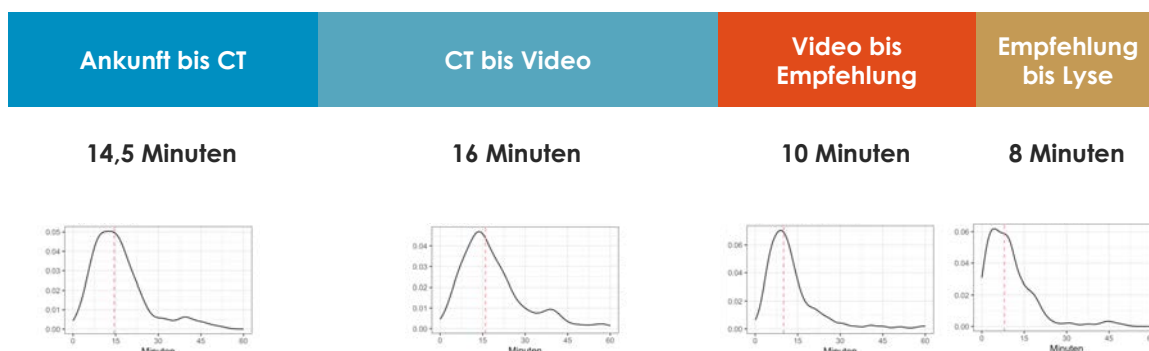 Ankunft bis CT
CT bis Video
Video bis
Empfehlung
Empfehlung
bis Lyse
14,5 Minuten
16 Minuten
10 Minuten
8 Minuten
0.05
0.04
0.03
0.02
0.01
0.00
0 15 30 45 60
Minuten
0.04
0.03
0.02
0.01
0.00
0 15 30 45 60
Minuten
0.06
0.04
0.02
0.00
0 15 30 45 60
Minuten
0.06
0.04
0.02
0.00
0 15 30 45 60
Minuten